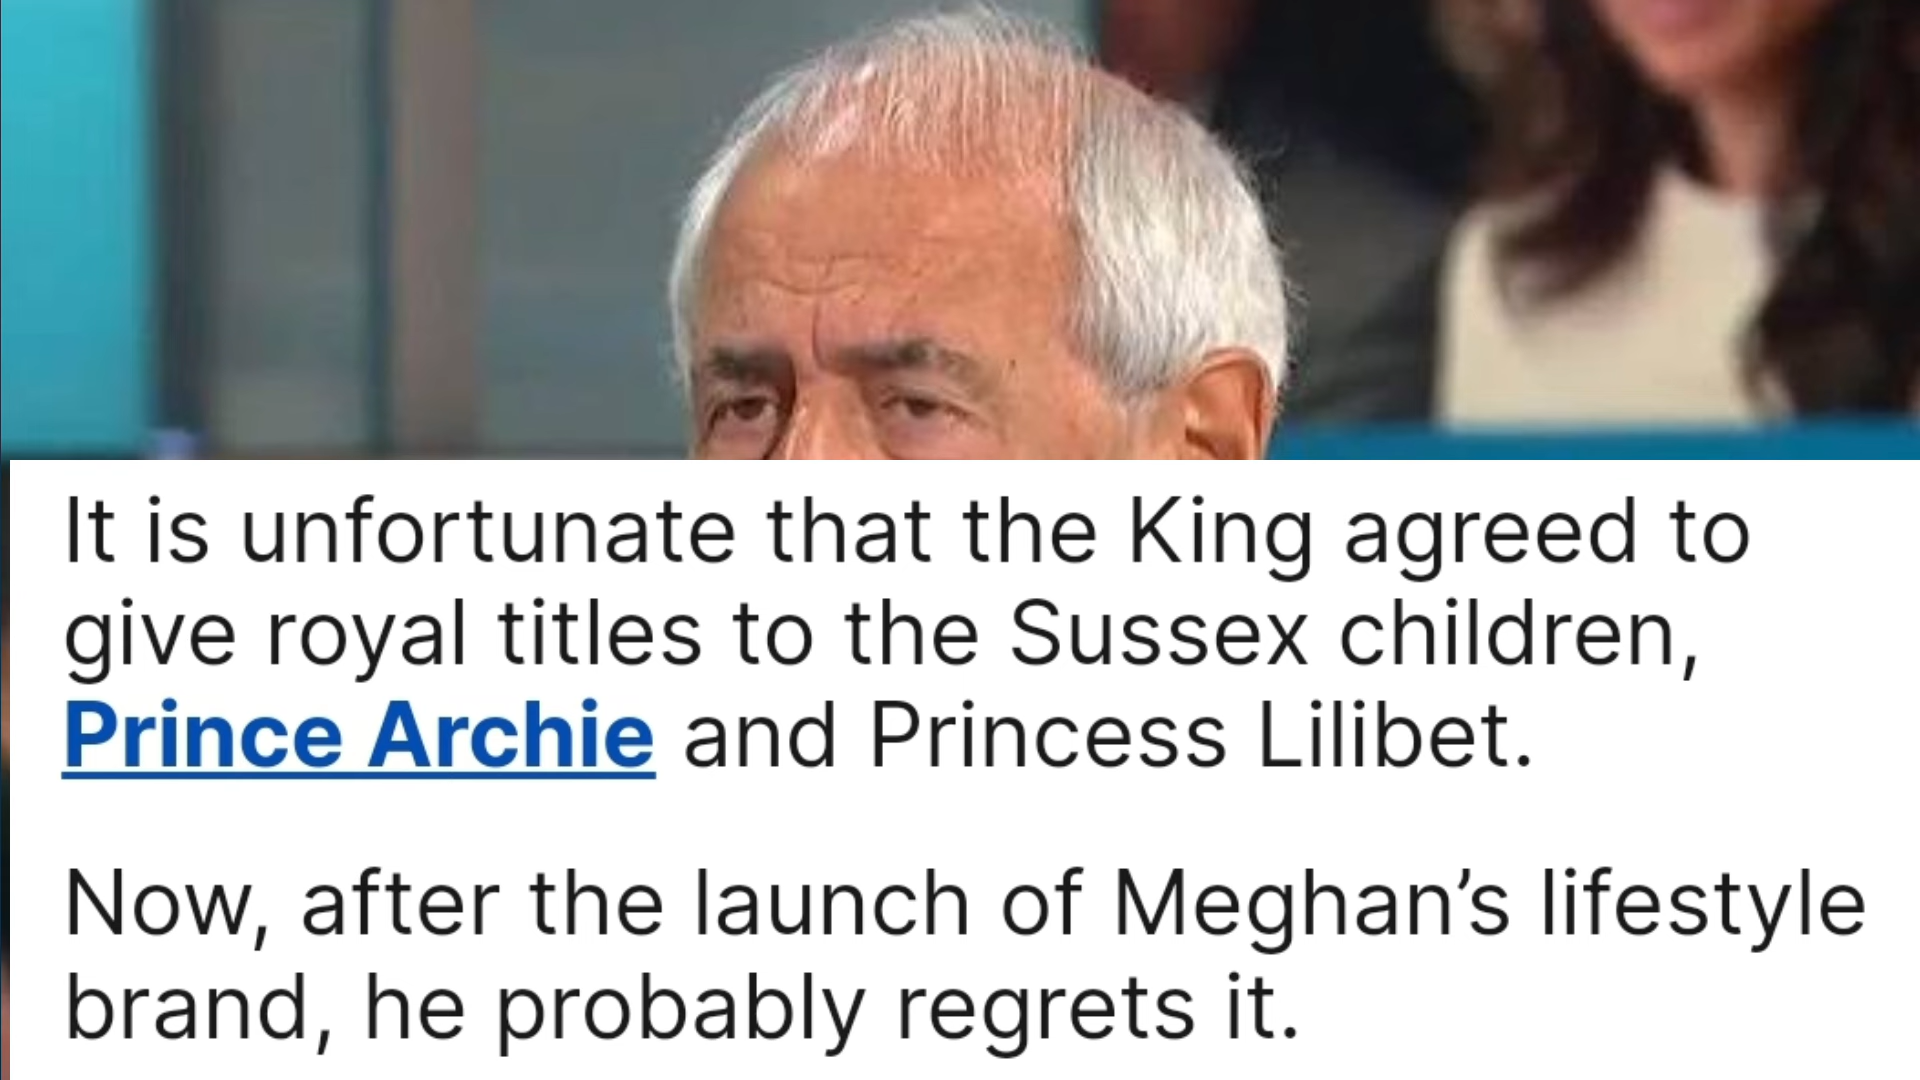 It is unfortunate that the King agreed to
give royal titles to the Sussex children,
Prince Archie and Princess Lilibet.
Now, after the launch of Meghan’s lifestyle
brand, he probably regrets it.